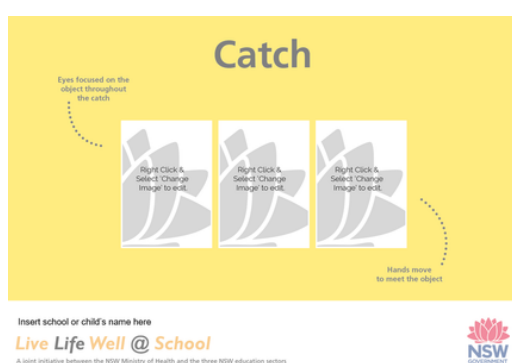 Catch
Eyes focused on the
object throughout
the catch
Right Click &
Select 'Change
Image' to edit.
Right Click &
Select 'Change
Image' to edit.
Right Click &
Select 'Change
Image' to edit.
Hands move
to meet the object
Insert school or child's name here
Live Life Well @ School
A joint initiative between the NSW Ministry of Health and the three NSW education sectors
NSW
GOVERNMENT